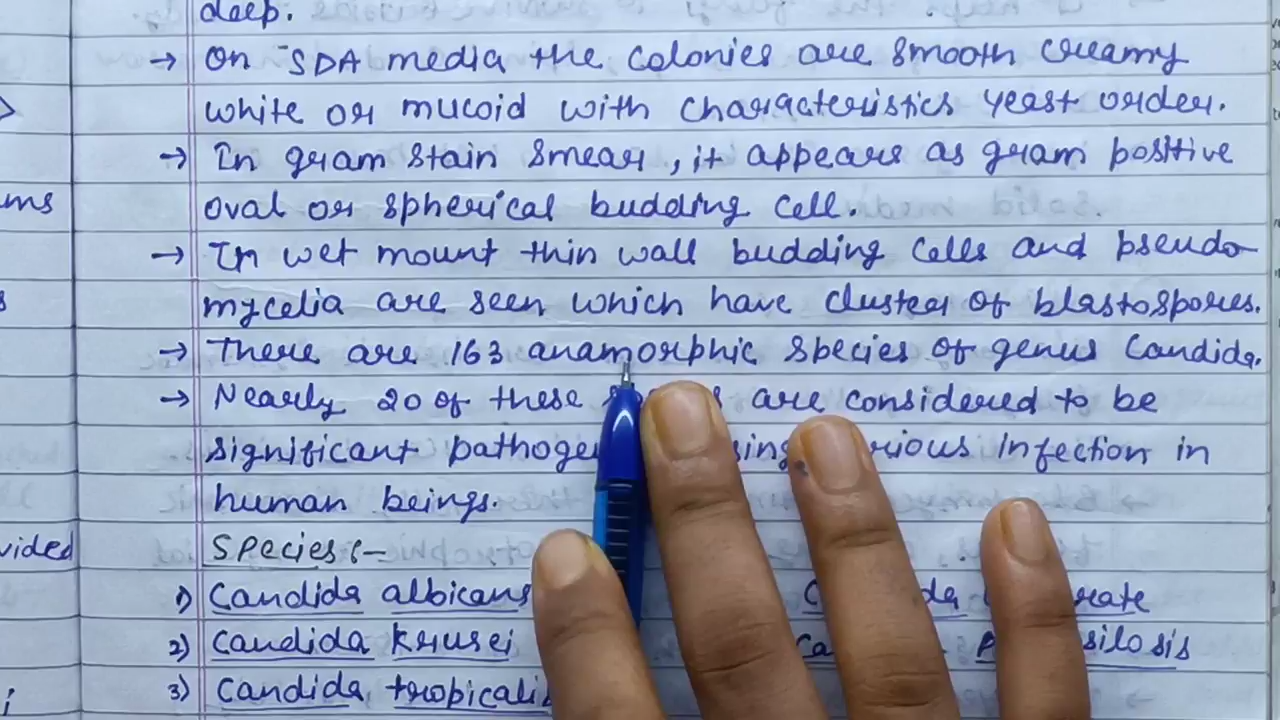 deep.
→ On SDA media the colonies are smooth creamy
white or mucoid with characteristics yeast order.
→ In gram stain smear, it appears as gram positive
oval or spherical budding cell.
ms
→ In wet mount thin wall budding cells and pseudo
mycelia are seen which have cluster of blastospores.
s
→ There are 163 anamorphic species of genus Candida.
→ Nearly 20 of these are considered to be
significant infection in
human beings.
vided
Species:-
1) Candida albicans
2) Candida krusei
3) Candida tropicalis
i